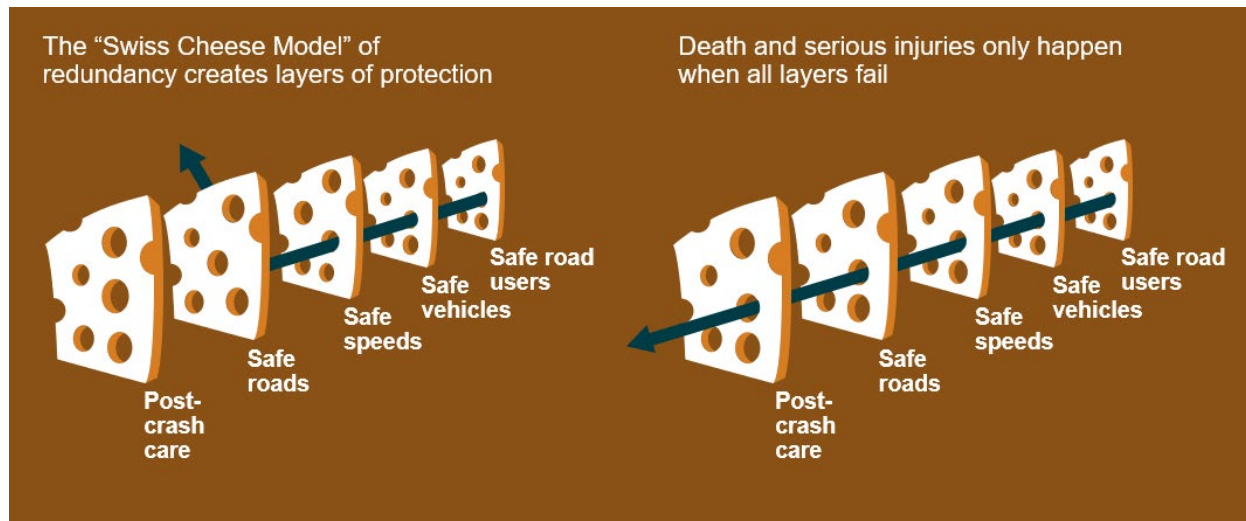 The “Swiss Cheese Model” of
redundancy creates layers of protection
Post-
crash
care
Safe
roads
Safe
speeds
Safe
vehicles
Safe road
users
Death and serious injuries only happen
when all layers fail
Post-
crash
care
Safe
roads
Safe
speeds
Safe
vehicles
Safe road
users